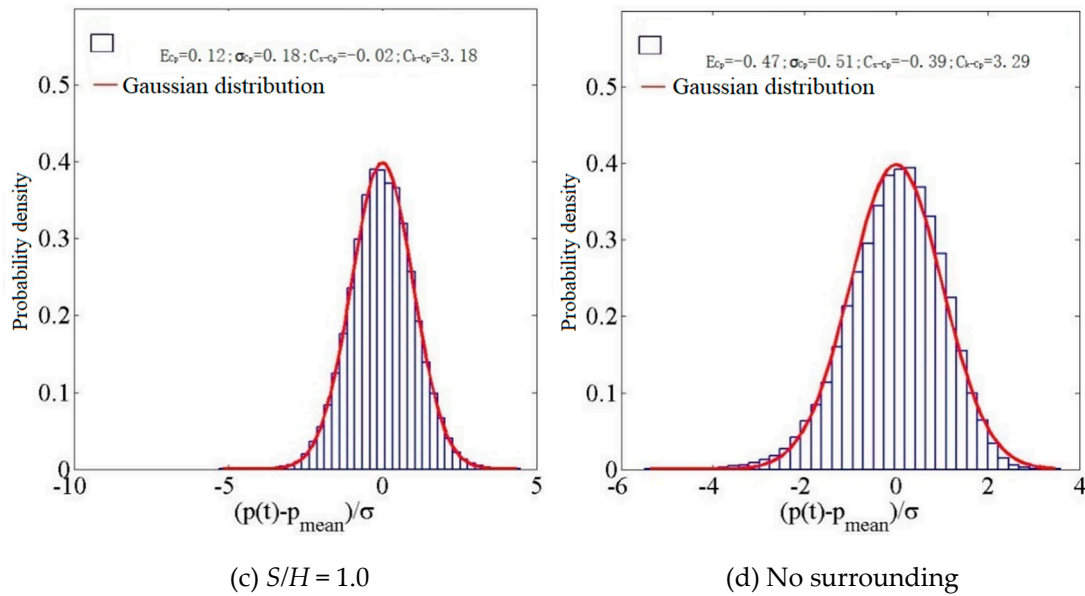 E_cp=0.12;σ_cp=0.18;C_s-cp=-0.02;C_k-cp=3.18
Gaussian distribution
0.5
0.4
0.3
0.2
0.1
0
Probability density
-10
-5
0
5
(p(t)-p_mean)/σ
(c) S/H = 1.0
E_cp=-0.47;σ_cp=0.51;C_s-cp=-0.39;C_k-cp=3.29
Gaussian distribution
0.5
0.4
0.3
0.2
0.1
0
Probability density
-6
-4
-2
0
2
4
(p(t)-p_mean)/σ
(d) No surrounding